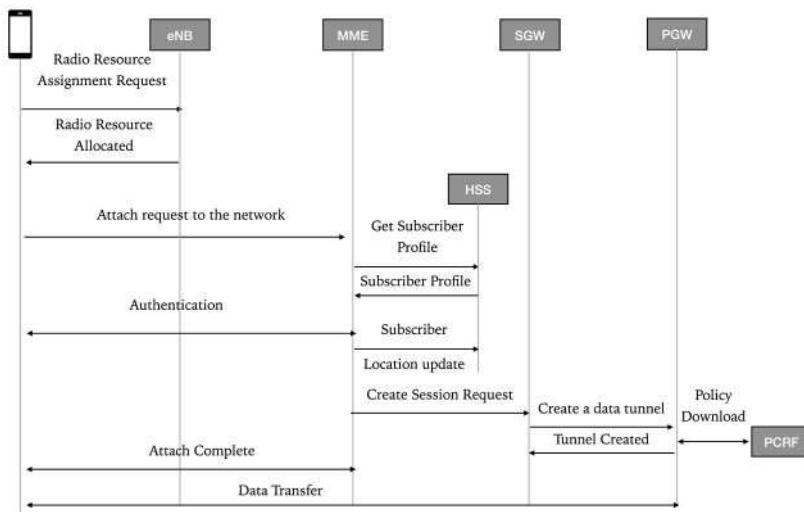 eNB
MME
SGW
PGW
Radio Resource
Assignment Request
Radio Resource
Allocated
HSS
Attach request to the network
Get Subscriber
Profile
Subscriber Profile
Authentication
Subscriber
Location update
Create Session Request
Create a data tunnel
Policy
Download
Tunnel Created
PCRF
Attach Complete
Data Transfer